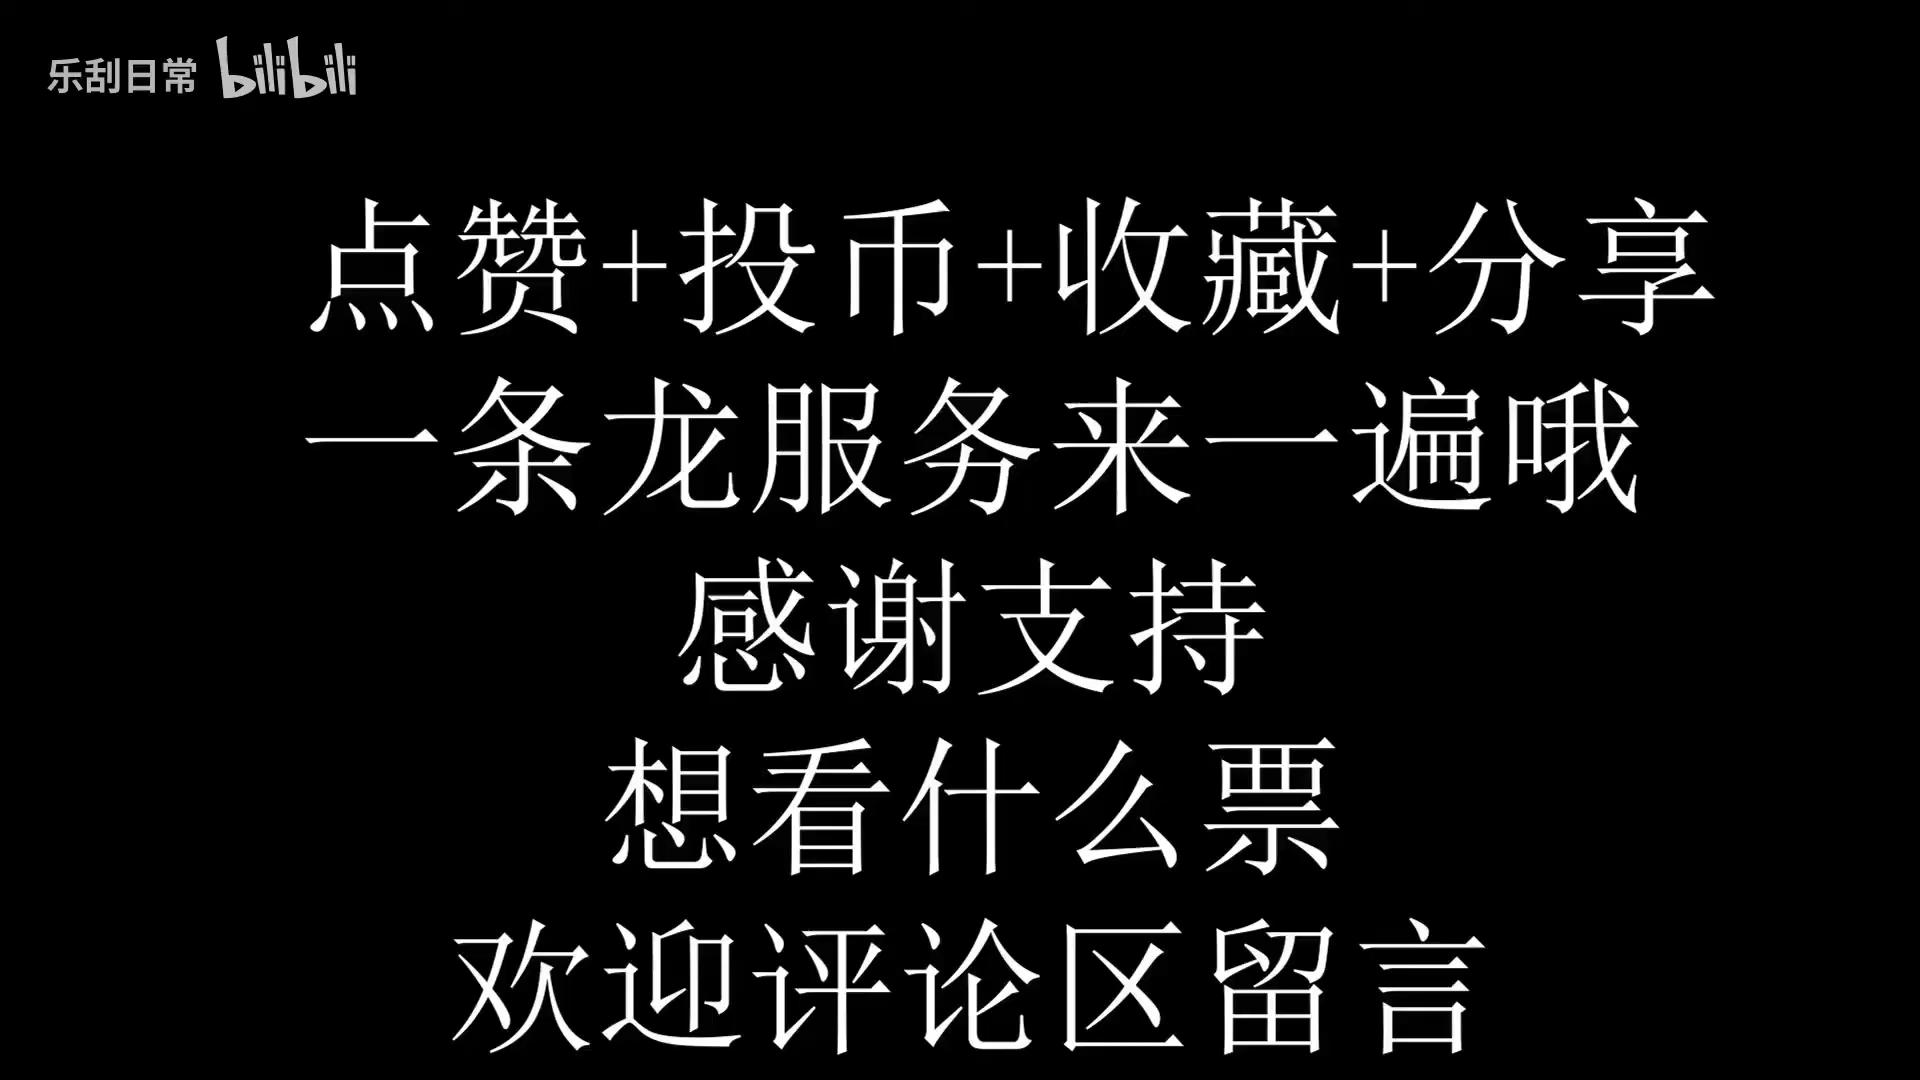 乐刮日常 bilibili
点赞+投币+收藏+分享
一条龙服务来一遍哦
感谢支持
想看什么票
欢迎评论区留言